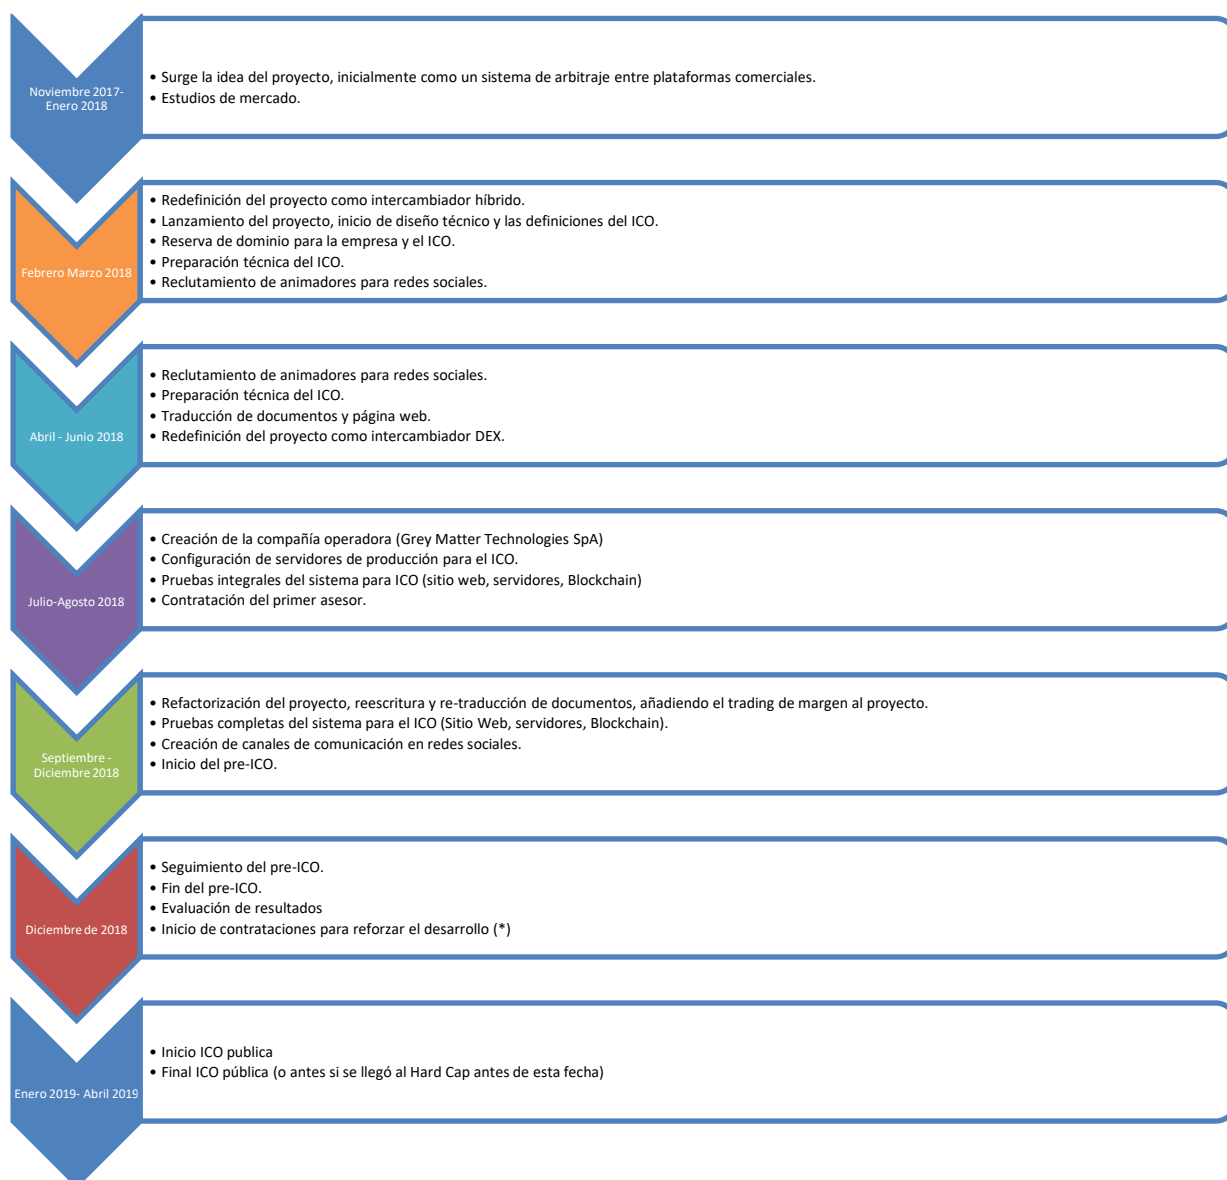 Noviembre 2017-
Enero 2018
• Surge la idea del proyecto, inicialmente como un sistema de arbitraje entre plataformas comerciales.
• Estudios de mercado.
Febrero Marzo 2018
• Redefinición del proyecto como intercambiador híbrido.
• Lanzamiento del proyecto, inicio de diseño técnico y las definiciones del ICO.
• Reserva de dominio para la empresa y el ICO.
• Preparación técnica del ICO.
• Reclutamiento de animadores para redes sociales.
Abril - Junio 2018
• Reclutamiento de animadores para redes sociales.
• Preparación técnica del ICO.
• Traducción de documentos y página web.
• Redefinición del proyecto como intercambiador DEX.
Julio-Agosto 2018
• Creación de la compañía operadora (Grey Matter Technologies SpA)
• Configuración de servidores de producción para el ICO.
• Pruebas integrales del sistema para ICO (sitio web, servidores, Blockchain)
• Contratación del primer asesor.
Septiembre -
Diciembre 2018
• Refactorización del proyecto, reescritura y re-traducción de documentos, añadiendo el trading de margen al proyecto.
• Pruebas completas del sistema para el ICO (Sitio Web, servidores, Blockchain).
• Creación de canales de comunicación en redes sociales.
• Inicio del pre-ICO.
Diciembre de 2018
• Seguimiento del pre-ICO.
• Fin del pre-ICO.
• Evaluación de resultados
• Inicio de contrataciones para reforzar el desarrollo (*)
Enero 2019- Abril 2019
• Inicio ICO publica
• Final ICO pública (o antes si se llegó al Hard Cap antes de esta fecha)